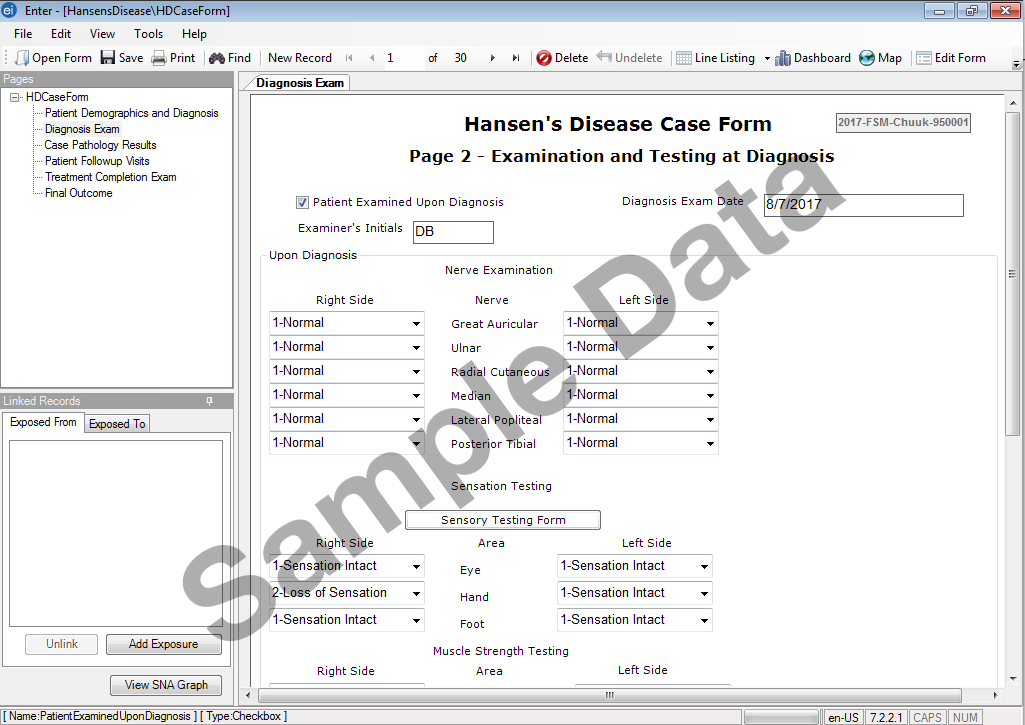 Enter - [HansensDisease\HDCaseForm]
File Edit View Tools Help
Open Form Save Print Find New Record 1 of 30 Delete Undelete Line Listing Dashboard Map Edit Form
Pages
HDCaseForm
Patient Demographics and Diagnosis
Diagnosis Exam
Case Pathology Results
Patient Followup Visits
Treatment Completion Exam
Final Outcome
Linked Records
Exposed From Exposed To
Unlink Add Exposure
View SNA Graph
Diagnosis Exam
Hansen's Disease Case Form
2017-FSM-Chuuk-950001
Page 2 - Examination and Testing at Diagnosis
Patient Examined Upon Diagnosis Diagnosis Exam Date 8/7/2017
Examiner's Initials DB
Upon Diagnosis
Nerve Examination
Right Side Nerve Left Side
1-Normal Great Auricular 1-Normal
1-Normal Ulnar 1-Normal
1-Normal Radial Cutaneous 1-Normal
1-Normal Median 1-Normal
1-Normal Lateral Popliteal 1-Normal
1-Normal Posterior Tibial 1-Normal
Sensation Testing
Sensory Testing Form
Right Side Area Left Side
1-Sensation Intact Eye 1-Sensation Intact
2-Loss of Sensation Hand 1-Sensation Intact
1-Sensation Intact Foot 1-Sensation Intact
Muscle Strength Testing
Right Side Area Left Side
Sample Data
[ Name:PatientExaminedUponDiagnosis ] [ Type:Checkbox ] en-US 7.2.2.1 CAPS NUM